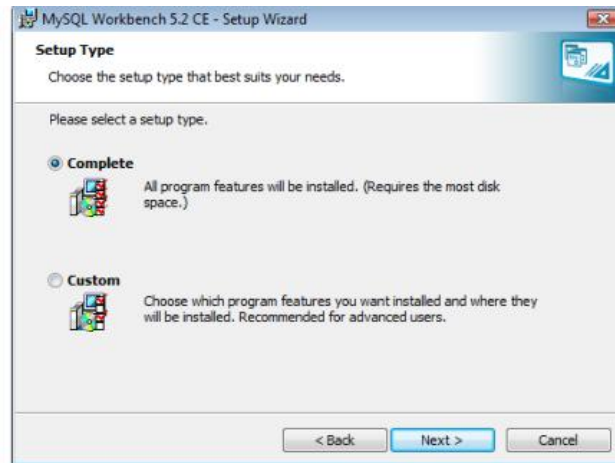 MySQL Workbench 5.2 CE - Setup Wizard
Setup Type
Choose the setup type that best suits your needs.
Please select a setup type.
Complete
All program features will be installed. (Requires the most disk
space.)
Custom
Choose which program features you want installed and where they
will be installed. Recommended for advanced users.
< Back Next > Cancel